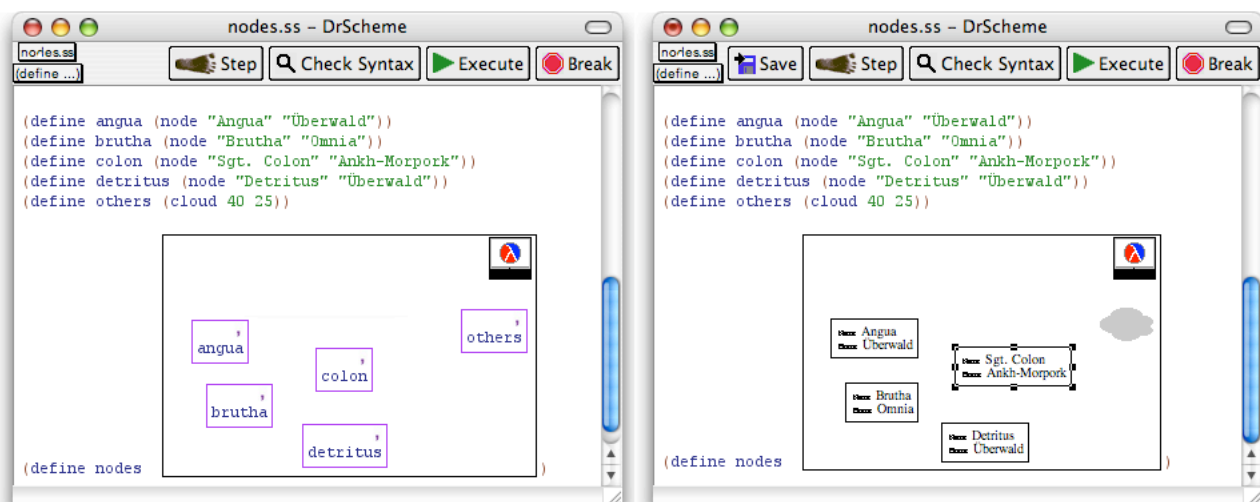 nodes.ss – DrScheme
nodes.ss
(define ...)
Step
Check Syntax
Execute
Break
(define angua (node "Angua" "Überwald"))
(define brutha (node "Brutha" "Omnia"))
(define colon (node "Sgt. Colon" "Ankh-Morpork"))
(define detritus (node "Detritus" "Überwald"))
(define others (cloud 40 25))
,
angua
,
others
,
colon
,
brutha
,
detritus
(define nodes )
nodes.ss – DrScheme
nodes.ss
(define ...)
Save
Step
Check Syntax
Execute
Break
(define angua (node "Angua" "Überwald"))
(define brutha (node "Brutha" "Omnia"))
(define colon (node "Sgt. Colon" "Ankh-Morpork"))
(define detritus (node "Detritus" "Überwald"))
(define others (cloud 40 25))
Angua
Überwald
Sgt. Colon
Ankh-Morpork
Brutha
Omnia
Detritus
Überwald
(define nodes )